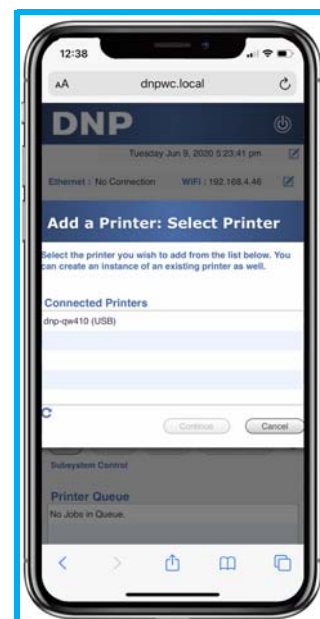 12:38
AA
dnpwc.local
DNP
Tuesday Jun 9, 2020 5:23:41 pm
Ethernet : No Connection WiFi : 192.168.4.46
Add a Printer: Select Printer
Select the printer you wish to add from the list below. You
can create an instance of an existing printer as well.
Connected Printers
dnp-qw410 (USB)
Continue Cancel
Subsystem Control
Printer Queue
No Jobs in Queue.